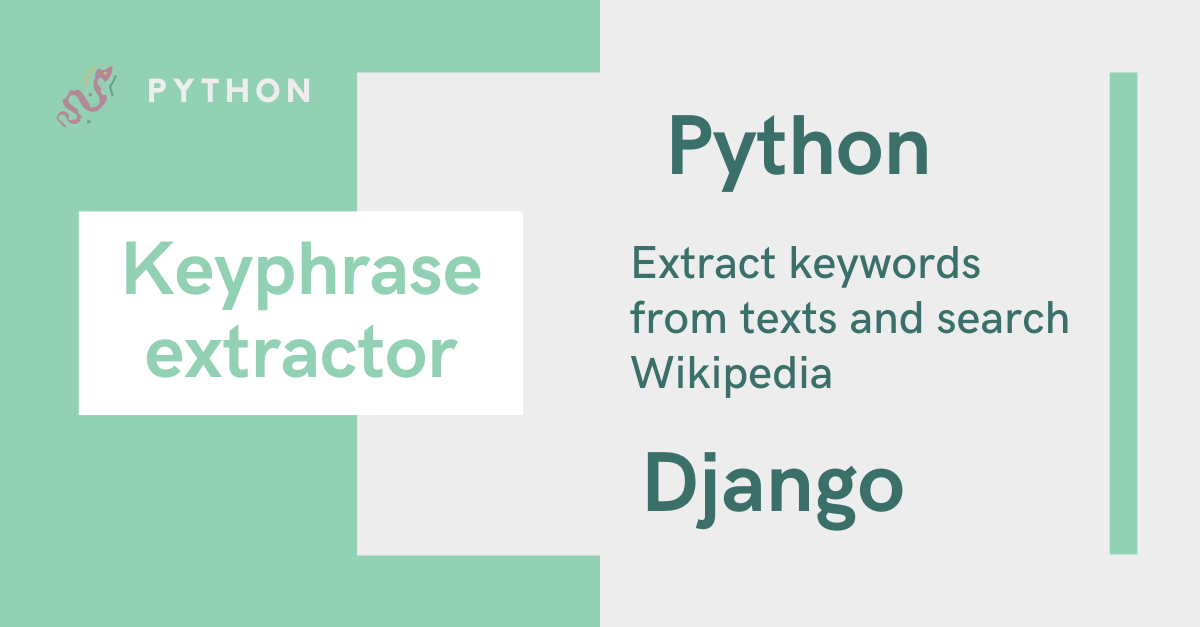 PYTHON
Keyphrase
extractor
Python
Extract keywords
from texts and search
Wikipedia
Django